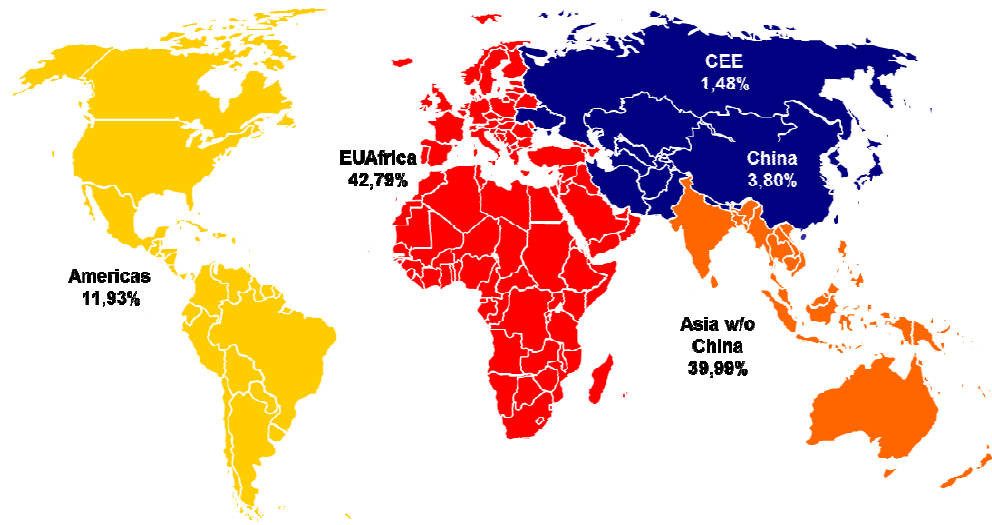 CEE
1,48%
China
3,80%
EUAfrica
42,79%
Americas
11,93%
Asia w/o
China
39,99%